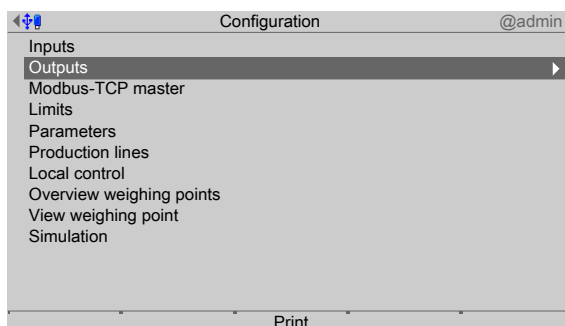 Configuration @admin
Inputs
Outputs
Modbus-TCP master
Limits
Parameters
Production lines
Local control
Overview weighing points
View weighing point
Simulation
Print